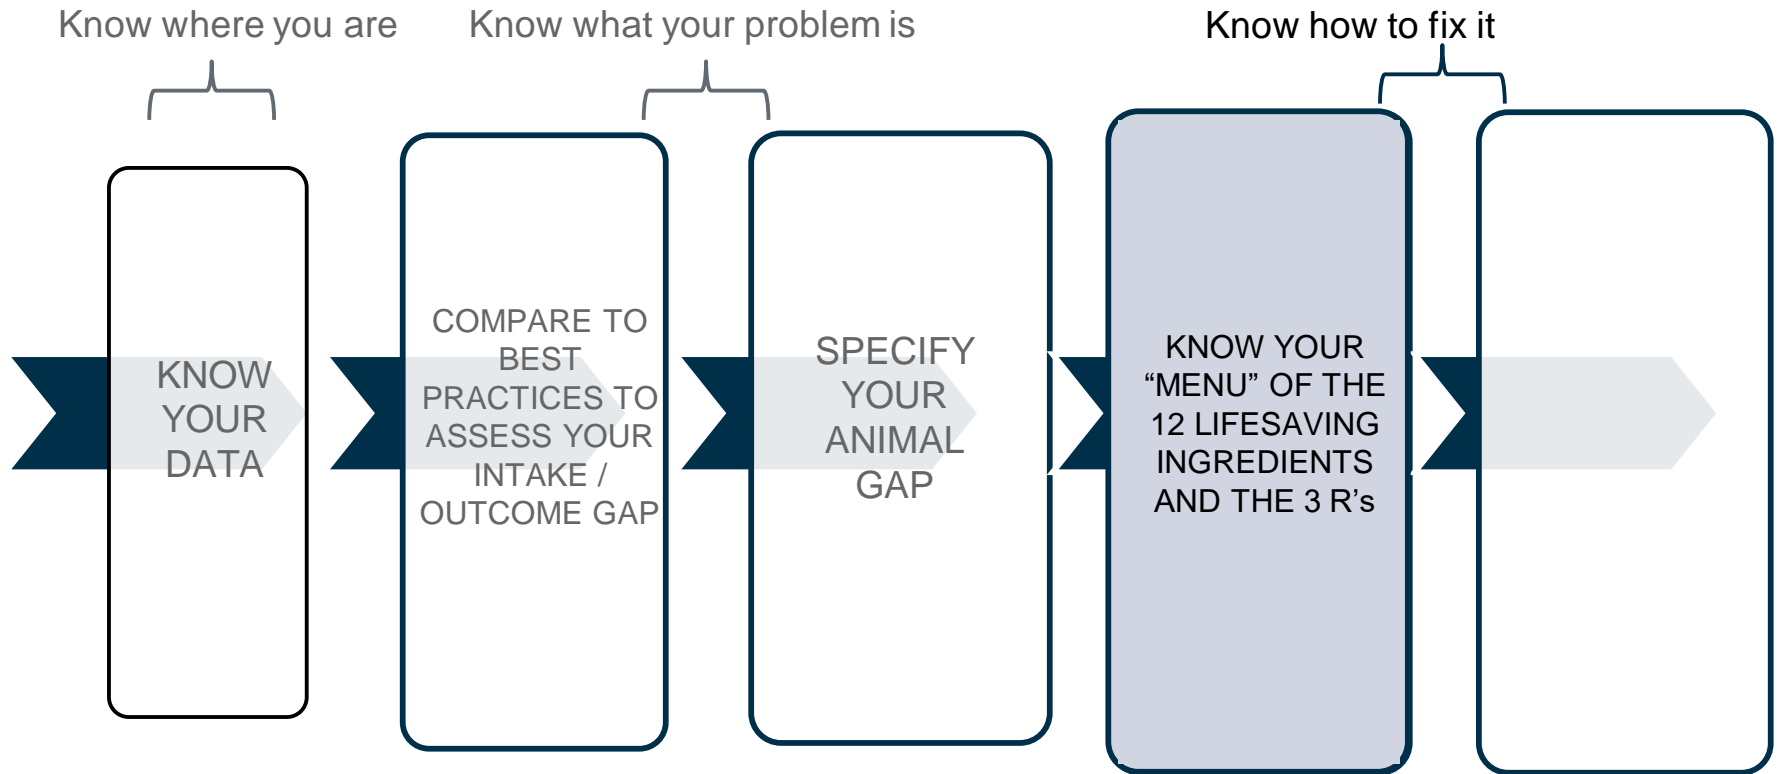 Know where you are
Know what your problem is
Know how to fix it
KNOW
YOUR
DATA
COMPARE TO
BEST
PRACTICES TO
ASSESS YOUR
INTAKE /
OUTCOME GAP
SPECIFY
YOUR
ANIMAL
GAP
KNOW YOUR
“MENU” OF THE
12 LIFESAVING
INGREDIENTS
AND THE 3 R’s